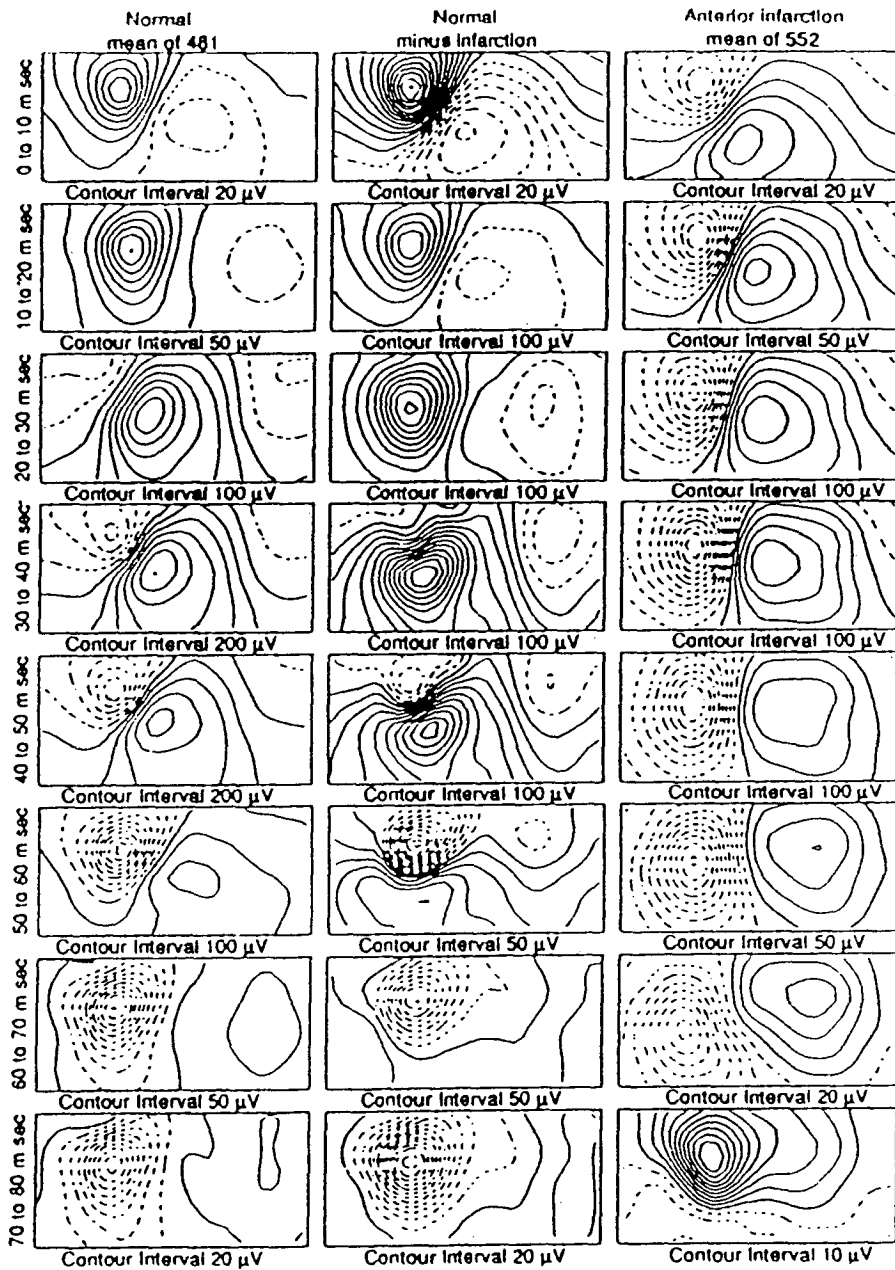 Normal
mean of 481
Normal
minus infarction
Anterior infarction
mean of 552
0 to 10 m sec
Contour Interval 20 µV
Contour Interval 20 µV
Contour Interval 20 µV
10 to 20 m sec
Contour Interval 50 µV
Contour Interval 100 µV
Contour Interval 50 µV
20 to 30 m sec
Contour Interval 100 µV
Contour Interval 100 µV
Contour Interval 100 µV
30 to 40 m sec
Contour Interval 200 µV
Contour Interval 100 µV
Contour Interval 100 µV
40 to 50 m sec
Contour Interval 200 µV
Contour Interval 100 µV
Contour Interval 100 µV
50 to 60 m sec
Contour Interval 100 µV
Contour Interval 50 µV
Contour Interval 50 µV
60 to 70 m sec
Contour Interval 50 µV
Contour Interval 50 µV
Contour Interval 20 µV
70 to 80 m sec
Contour Interval 20 µV
Contour Interval 20 µV
Contour Interval 10 µV